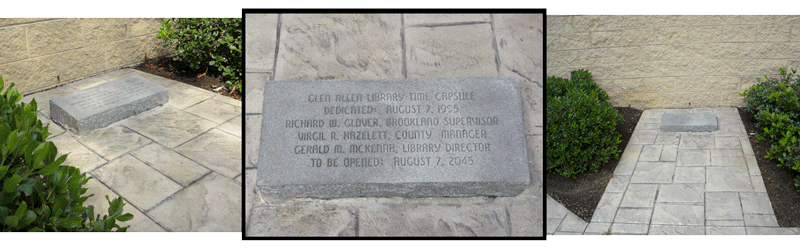 GLEN ALLEN LIBRARY TIME CAPSULE
DEDICATED: AUGUST 7, 1995
RICHARD W. GLOVER, BROOKLAND SUPERVISOR
VIRGIL R. HAZELETT, COUNTY MANAGER
GERALD M. MCKENNA, LIBRARY DIRECTOR
TO BE OPENED: AUGUST 7, 2045